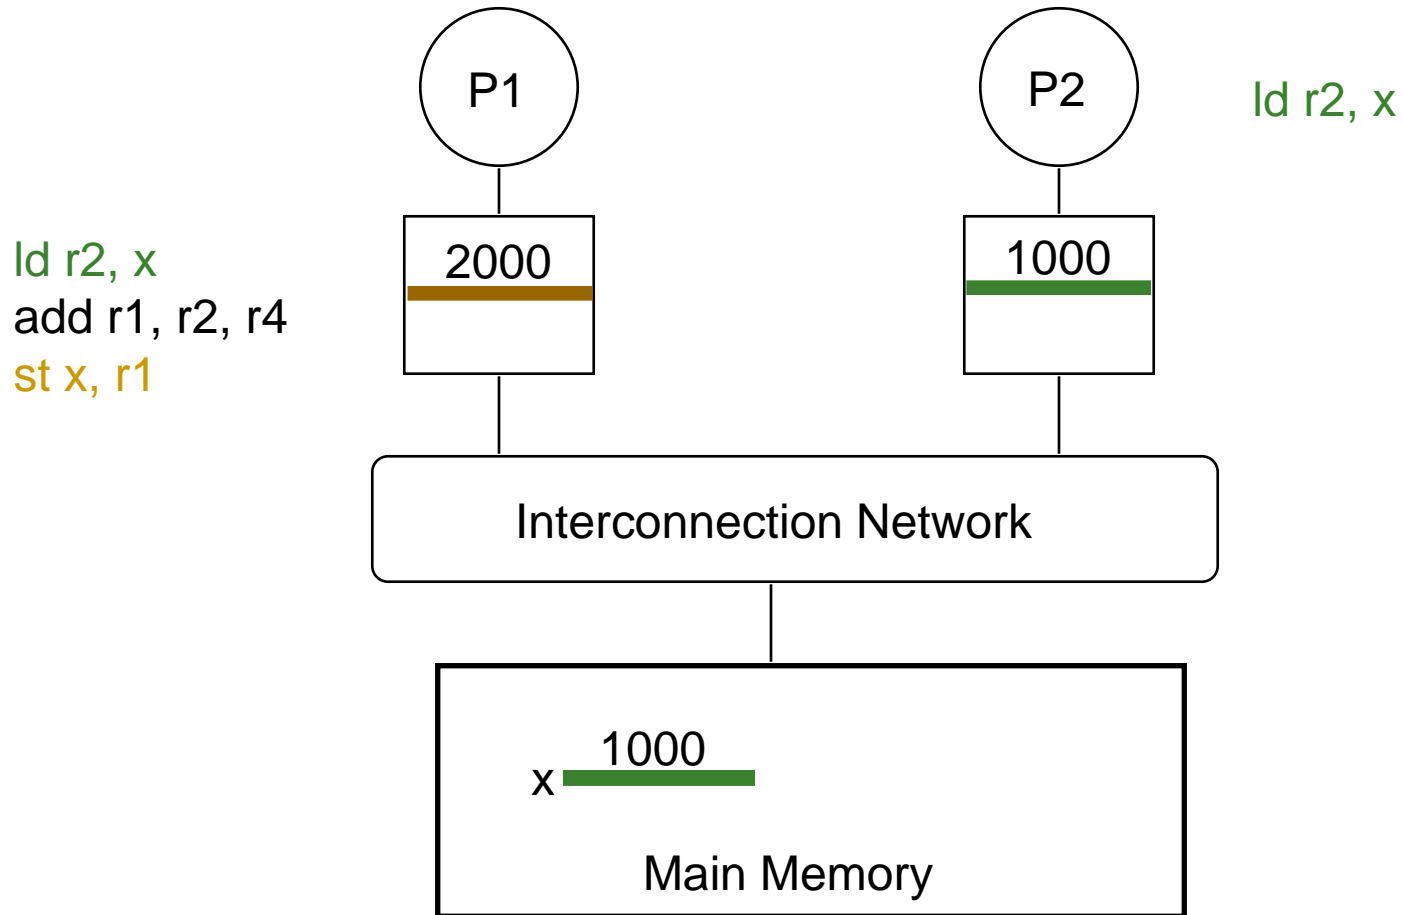 P1
P2
ld r2, x
ld r2, x
add r1, r2, r4
st x, r1
2000
1000
Interconnection Network
1000
x
Main Memory